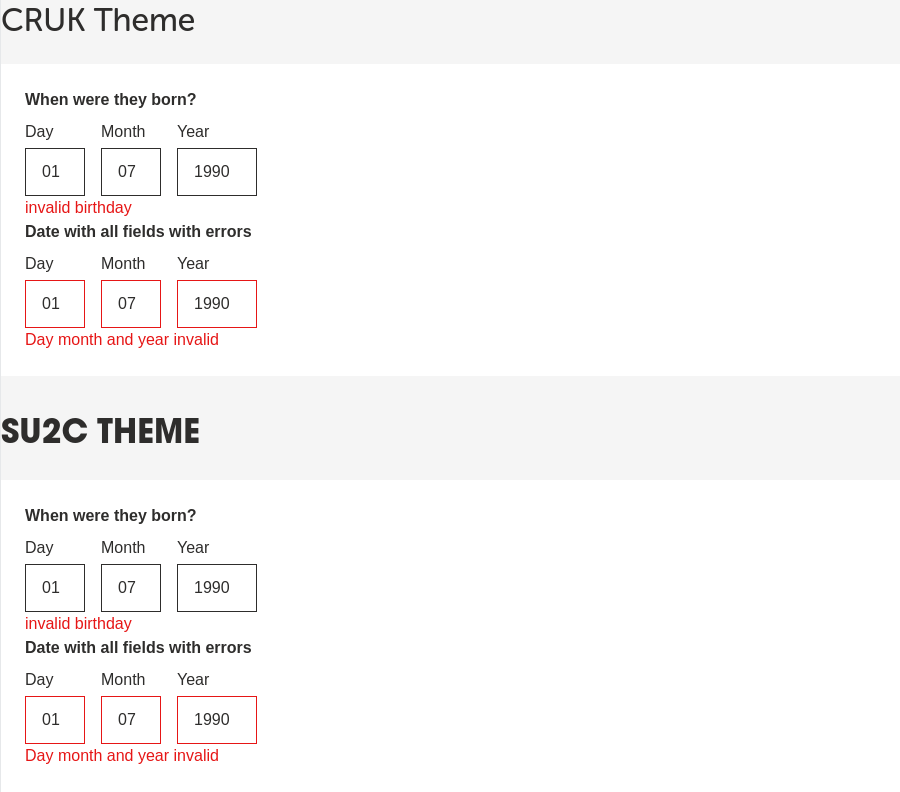 CRUK Theme
When were they born?
Day Month Year
01 07 1990
invalid birthday
Date with all fields with errors
Day Month Year
01 07 1990
Day month and year invalid
SU2C THEME
When were they born?
Day Month Year
01 07 1990
invalid birthday
Date with all fields with errors
Day Month Year
01 07 1990
Day month and year invalid